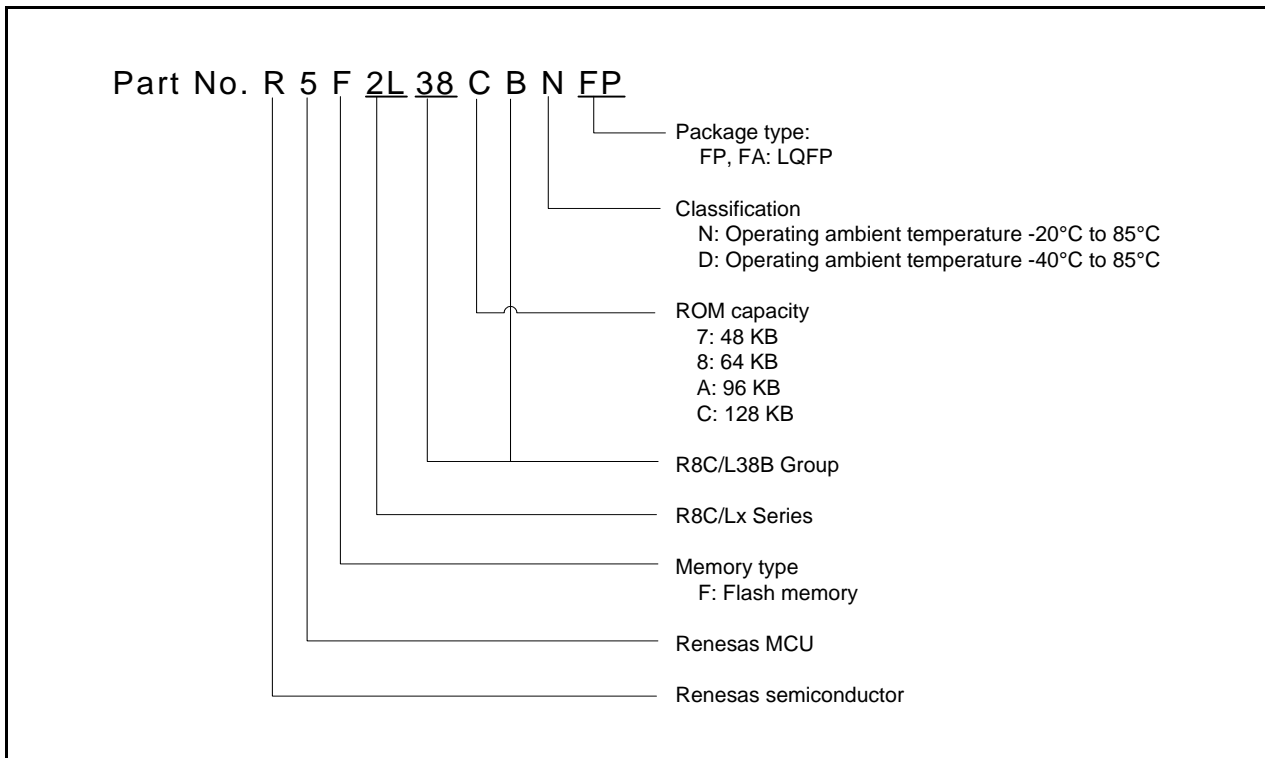 Part No. R 5 F 2L 38 C B N FP
Package type:
FP, FA: LQFP
Classification
N: Operating ambient temperature -20°C to 85°C
D: Operating ambient temperature -40°C to 85°C
ROM capacity
7: 48 KB
8: 64 KB
A: 96 KB
C: 128 KB
R8C/L38B Group
R8C/Lx Series
Memory type
F: Flash memory
Renesas MCU
Renesas semiconductor